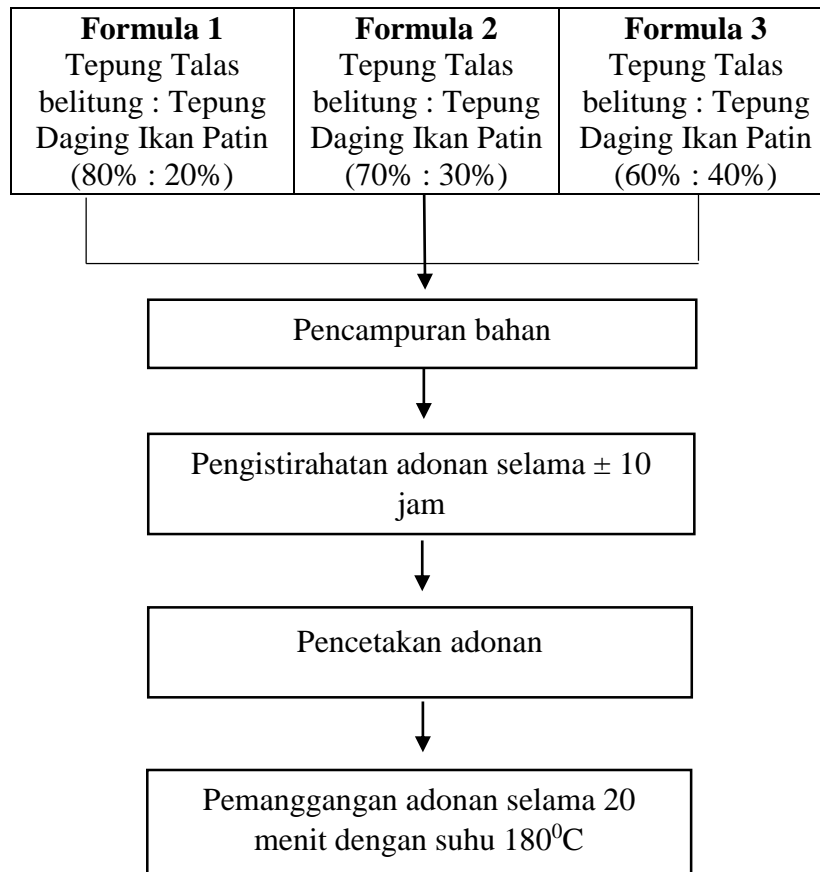 Formula 1
Tepung Talas
belitung : Tepung
Daging Ikan Patin
(80% : 20%)
Formula 2
Tepung Talas
belitung : Tepung
Daging Ikan Patin
(70% : 30%)
Formula 3
Tepung Talas
belitung : Tepung
Daging Ikan Patin
(60% : 40%)
Pencampuran bahan
Pengistirahatan adonan selama ± 10
jam
Pencetakan adonan
Pemanggangan adonan selama 20
menit dengan suhu 180⁰C